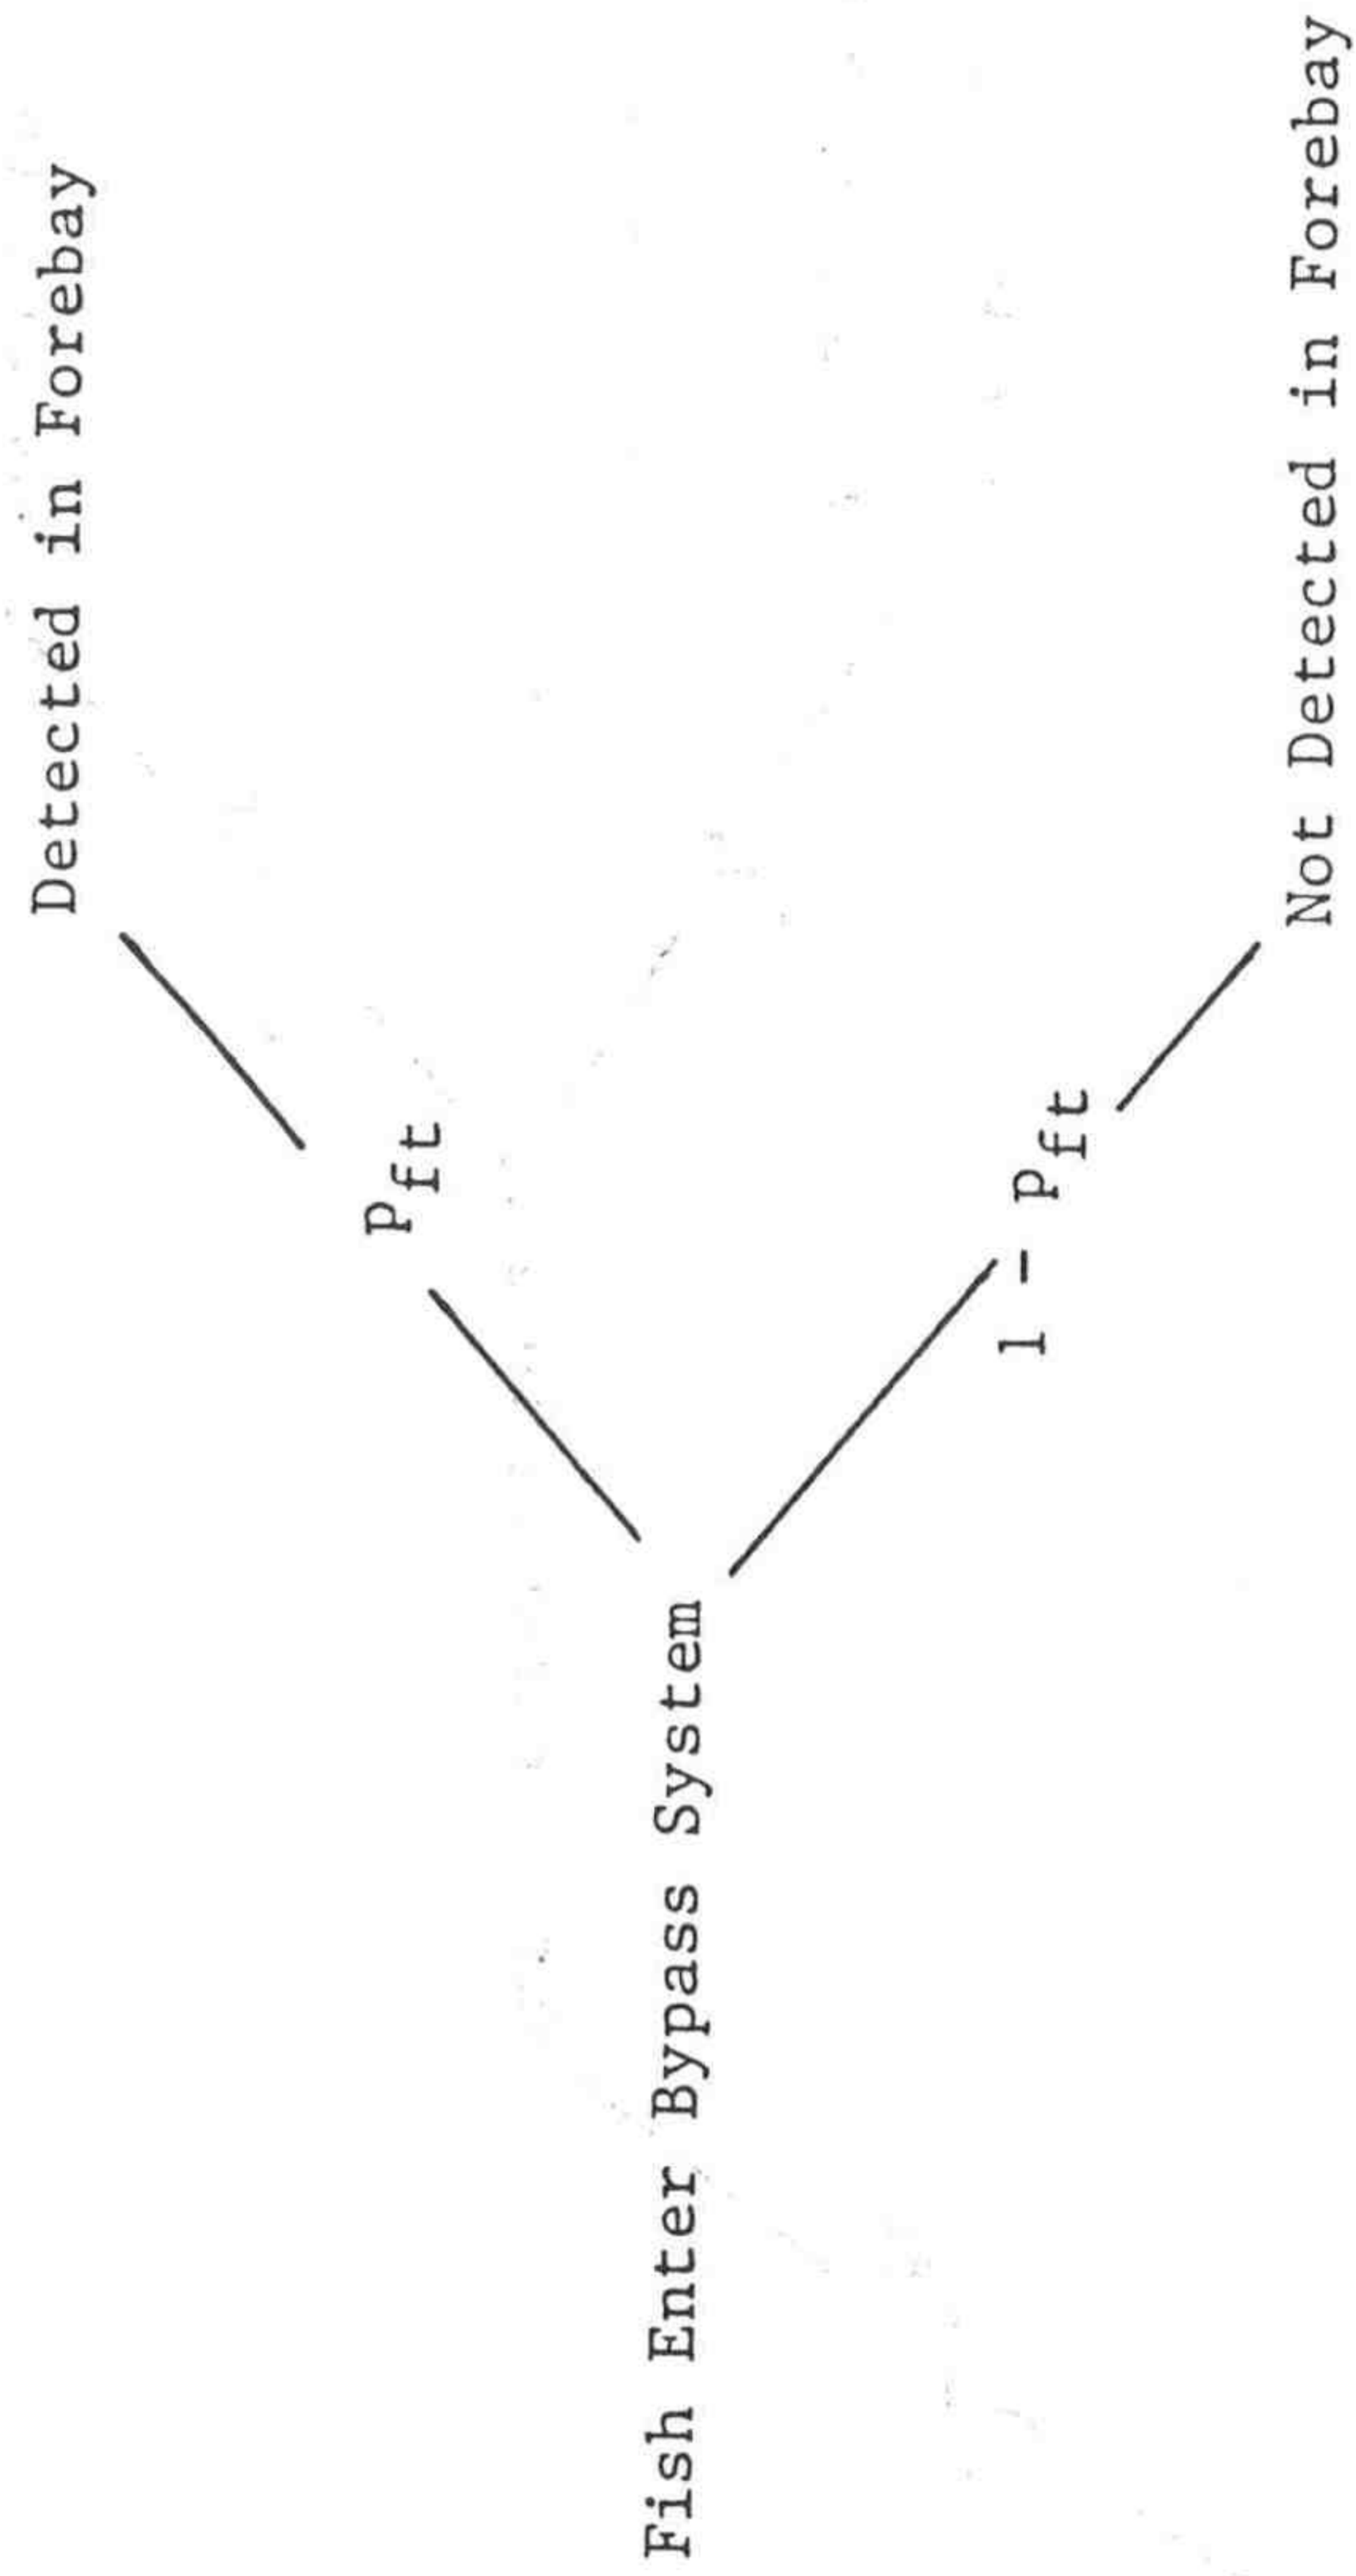 Detected in Forebay
p_ft
Fish Enter Bypass System
1 - p_ft
Not Detected in Forebay